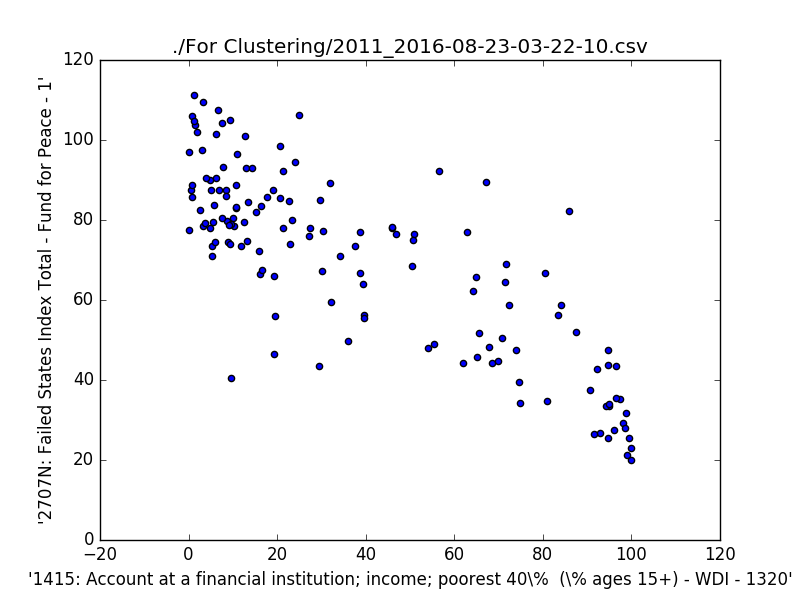 ./For Clustering/2011_2016-08-23-03-22-10.csv
120
100
80
60
40
20
0
'2707N: Failed States Index Total - Fund for Peace - 1'
−20 0 20 40 60 80 100 120
'1415: Account at a financial institution; income; poorest 40\%  (\% ages 15+) - WDI - 1320'